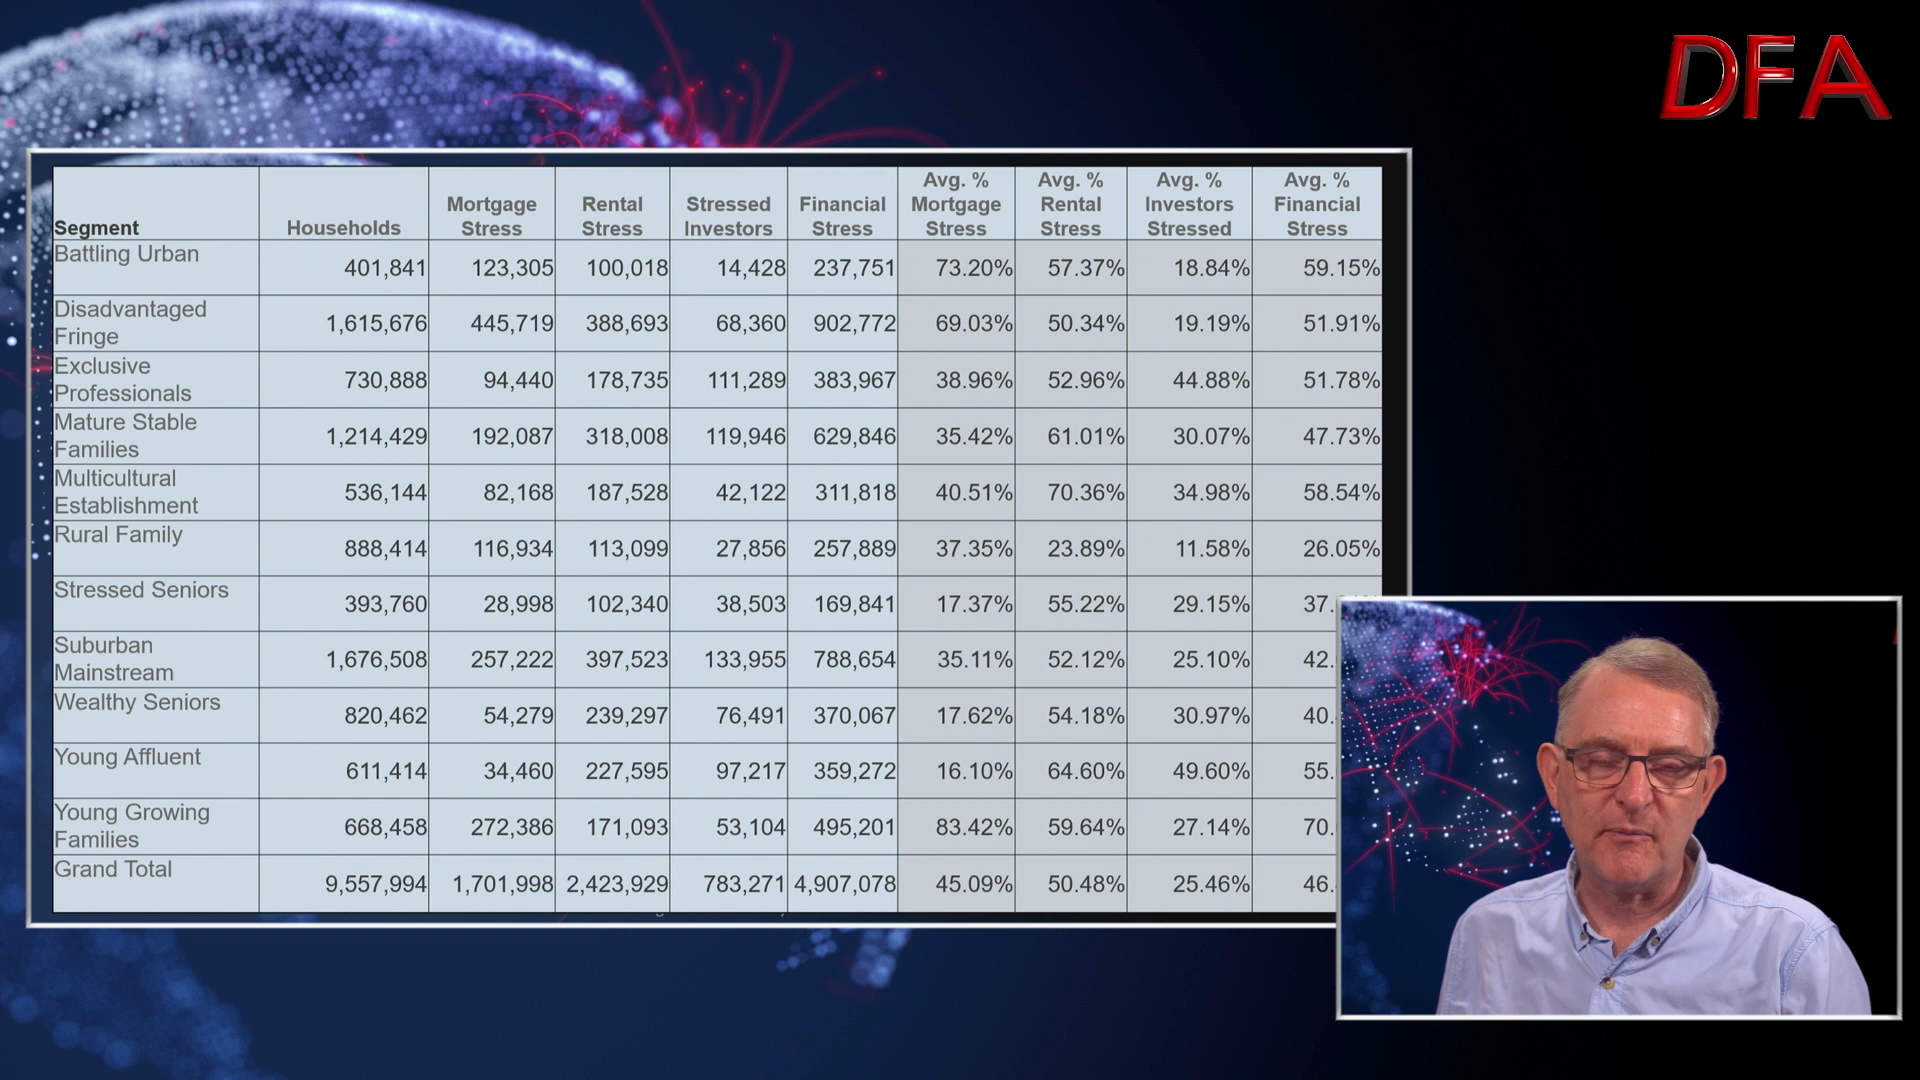 DFA
Avg. % Avg. % Avg. % Avg. %
Mortgage Rental Stressed Financial Mortgage Rental Investors Financial
Segment Households Stress Stress Investors Stress Stress Stress Stressed Stress
Battling Urban
401,841 123,305 100,018 14,428 237,751 73.20% 57.37% 18.84% 59.15%
Disadvantaged
Fringe
1,615,676 445,719 388,693 68,360 902,772 69.03% 50.34% 19.19% 51.91%
Exclusive
Professionals
730,888 94,440 178,735 111,289 383,967 38.96% 52.96% 44.88% 51.78%
Mature Stable
Families
1,214,429 192,087 318,008 119,946 629,846 35.42% 61.01% 30.07% 47.73%
Multicultural
Establishment
536,144 82,168 187,528 42,122 311,818 40.51% 70.36% 34.98% 58.54%
Rural Family
888,414 116,934 113,099 27,856 257,889 37.35% 23.89% 11.58% 26.05%
Stressed Seniors
393,760 28,998 102,340 38,503 169,841 17.37% 55.22% 29.15% 37.
Suburban
Mainstream
1,676,508 257,222 397,523 133,955 788,654 35.11% 52.12% 25.10% 42.
Wealthy Seniors
820,462 54,279 239,297 76,491 370,067 17.62% 54.18% 30.97% 40.
Young Affluent
611,414 34,460 227,595 97,217 359,272 16.10% 64.60% 49.60% 55.
Young Growing
Families
668,458 272,386 171,093 53,104 495,201 83.42% 59.64% 27.14% 70.
Grand Total
9,557,994 1,701,998 2,423,929 783,271 4,907,078 45.09% 50.48% 25.46% 46.